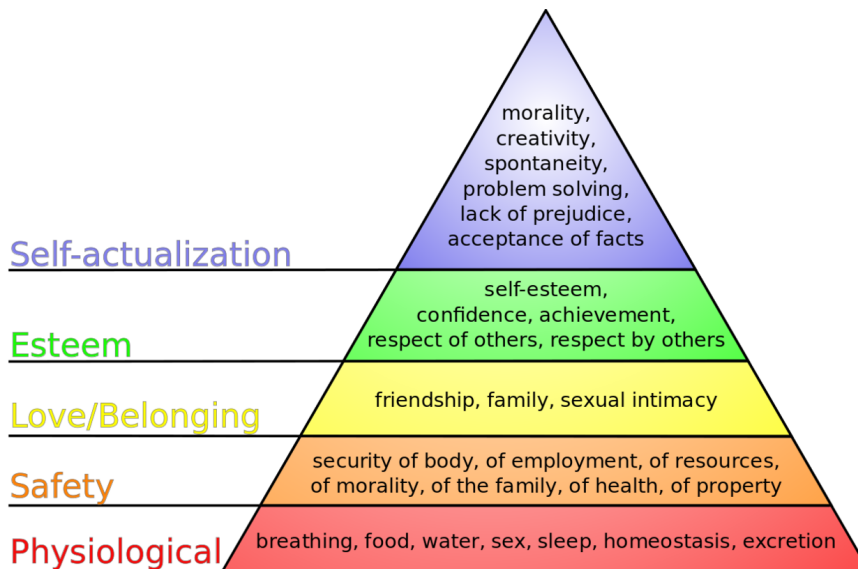 morality,
creativity,
spontaneity,
problem solving,
lack of prejudice,
acceptance of facts
Self-actualization
self-esteem,
confidence, achievement,
respect of others, respect by others
Esteem
friendship, family, sexual intimacy
Love/Belonging
security of body, of employment, of resources,
of morality, of the family, of health, of property
Safety
breathing, food, water, sex, sleep, homeostasis, excretion
Physiological